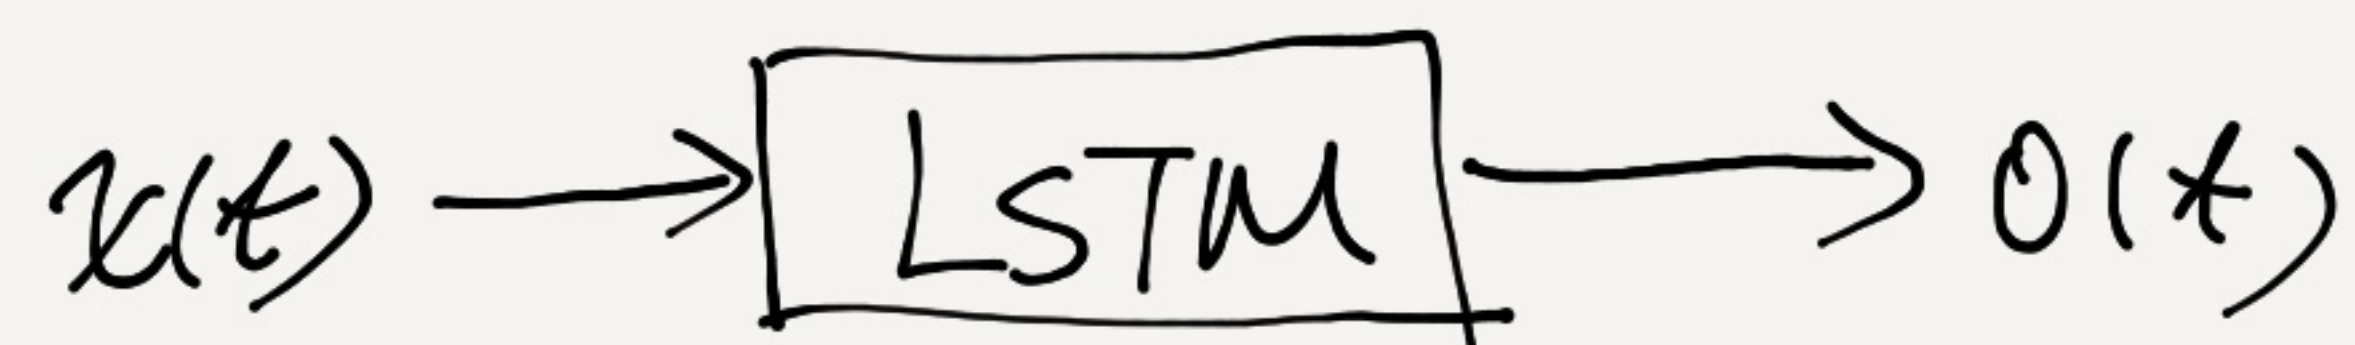 x(t) → LSTM → O(t)